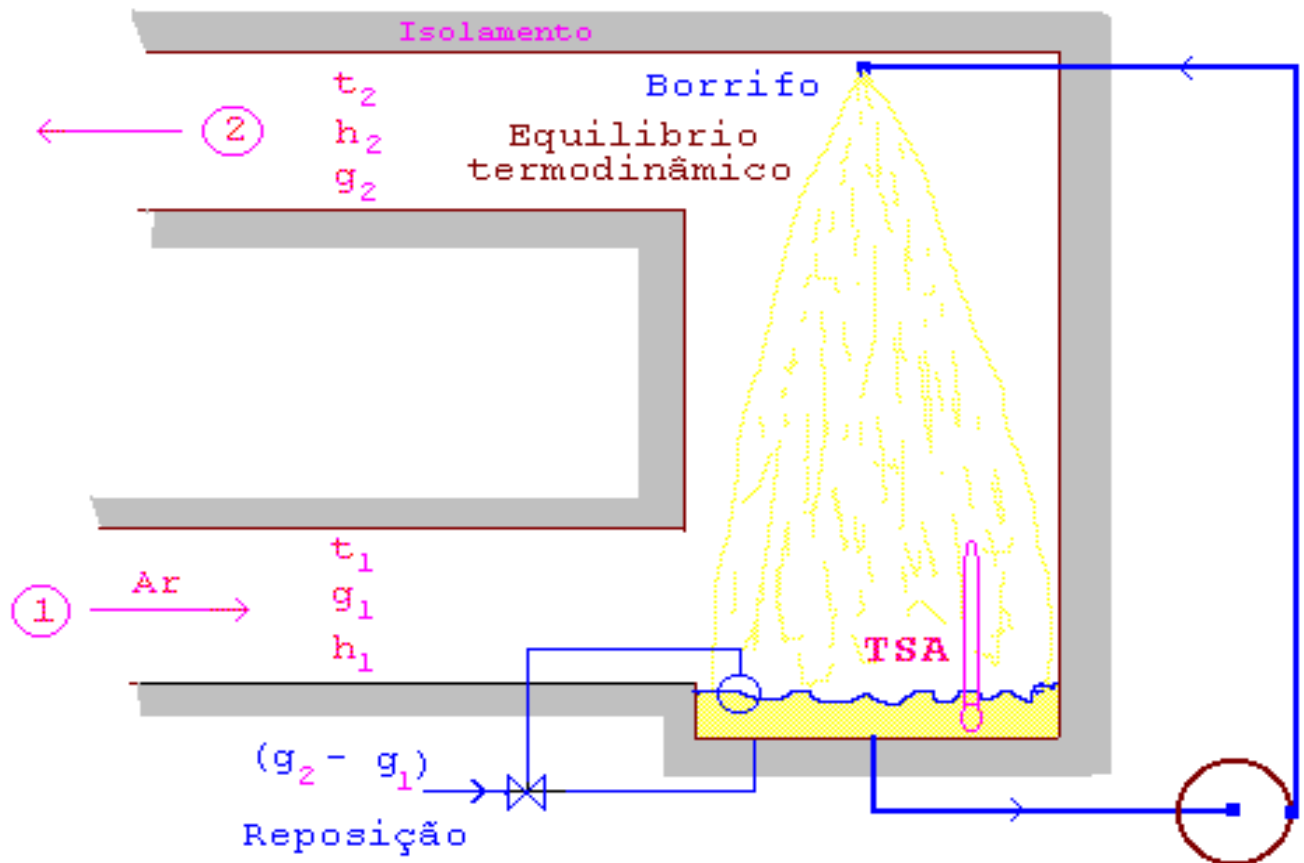 Isolamento
t2
h2
g2
2
Borrifo
Equilibrio
termodinâmico
t1
g1
h1
Ar
1
TSA
(g2 - g1)
Reposição